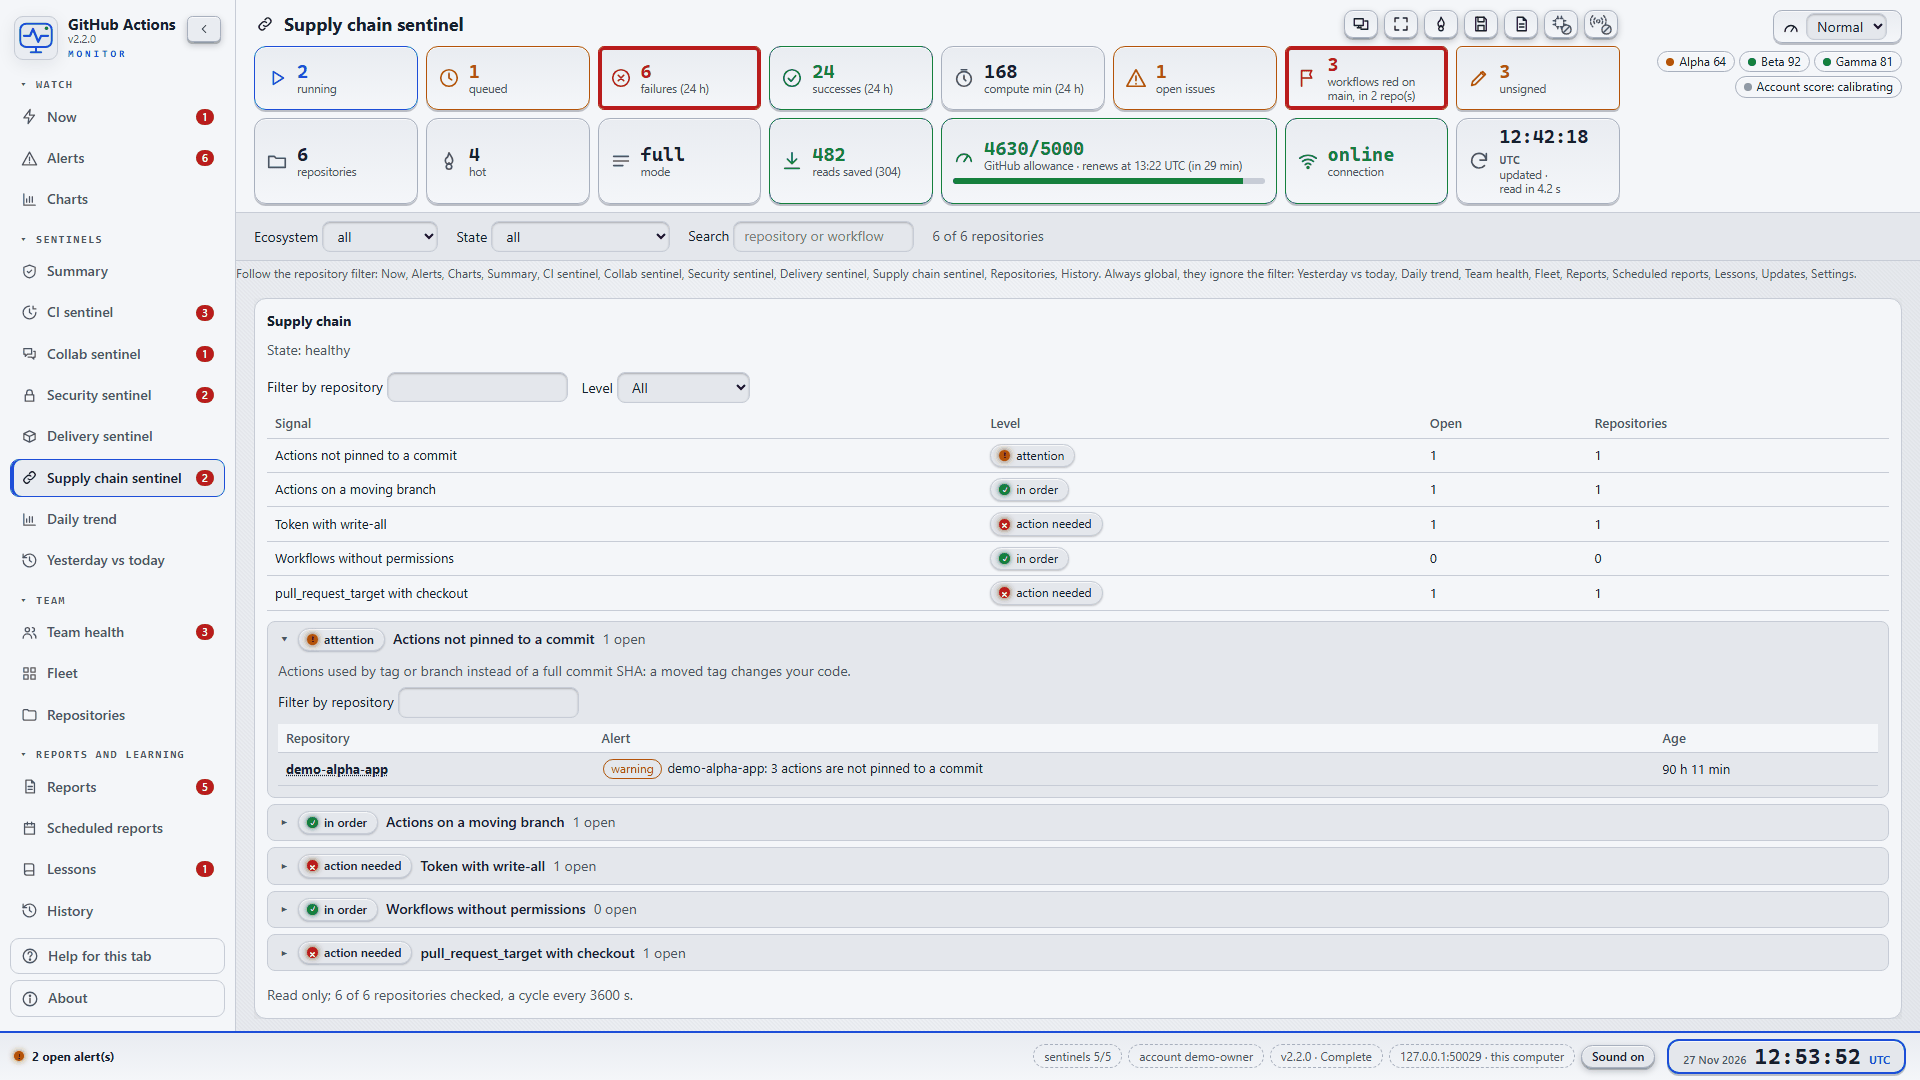 GitHub Actions
v2.2.0
MONITOR
WATCH
Now 1
Alerts 6
Charts
SENTINELS
Summary
CI sentinel 3
Collab sentinel 1
Security sentinel 2
Delivery sentinel
Supply chain sentinel 2
Daily trend
Yesterday vs today
TEAM
Team health 3
Fleet
Repositories
REPORTS AND LEARNING
Reports 5
Scheduled reports
Lessons 1
History
Help for this tab
About
Supply chain sentinel
Normal
2
running
1
queued
6
failures (24 h)
24
successes (24 h)
168
compute min (24 h)
1
open issues
3
workflows red on
main, in 2 repo(s)
3
unsigned
Alpha 64
Beta 92
Gamma 81
Account score: calibrating
6
repositories
4
hot
full
mode
482
reads saved (304)
4630/5000
GitHub allowance · renews at 13:22 UTC (in 29 min)
online
connection
12:42:18
UTC
updated ·
read in 4.2 s
Ecosystem all State all Search repository or workflow 6 of 6 repositories
Follow the repository filter: Now, Alerts, Charts, Summary, CI sentinel, Collab sentinel, Security sentinel, Delivery sentinel, Supply chain sentinel, Repositories, History. Always global, they ignore the filter: Yesterday vs today, Daily trend, Team health, Fleet, Reports, Scheduled reports, Lessons, Updates, Settings.
Supply chain
State: healthy
Filter by repository Level All
Signal Level Open Repositories
Actions not pinned to a commit attention 1 1
Actions on a moving branch in order 1 1
Token with write-all action needed 1 1
Workflows without permissions in order 0 0
pull_request_target with checkout action needed 1 1
attention Actions not pinned to a commit 1 open
Actions used by tag or branch instead of a full commit SHA: a moved tag changes your code.
Filter by repository
Repository Alert Age
demo-alpha-app warning demo-alpha-app: 3 actions are not pinned to a commit 90 h 11 min
in order Actions on a moving branch 1 open
action needed Token with write-all 1 open
in order Workflows without permissions 0 open
action needed pull_request_target with checkout 1 open
Read only; 6 of 6 repositories checked, a cycle every 3600 s.
2 open alert(s)
sentinels 5/5
account demo-owner
v2.2.0 · Complete
127.0.0.1:50029 · this computer
Sound on
27 Nov 2026 12:53:52 UTC